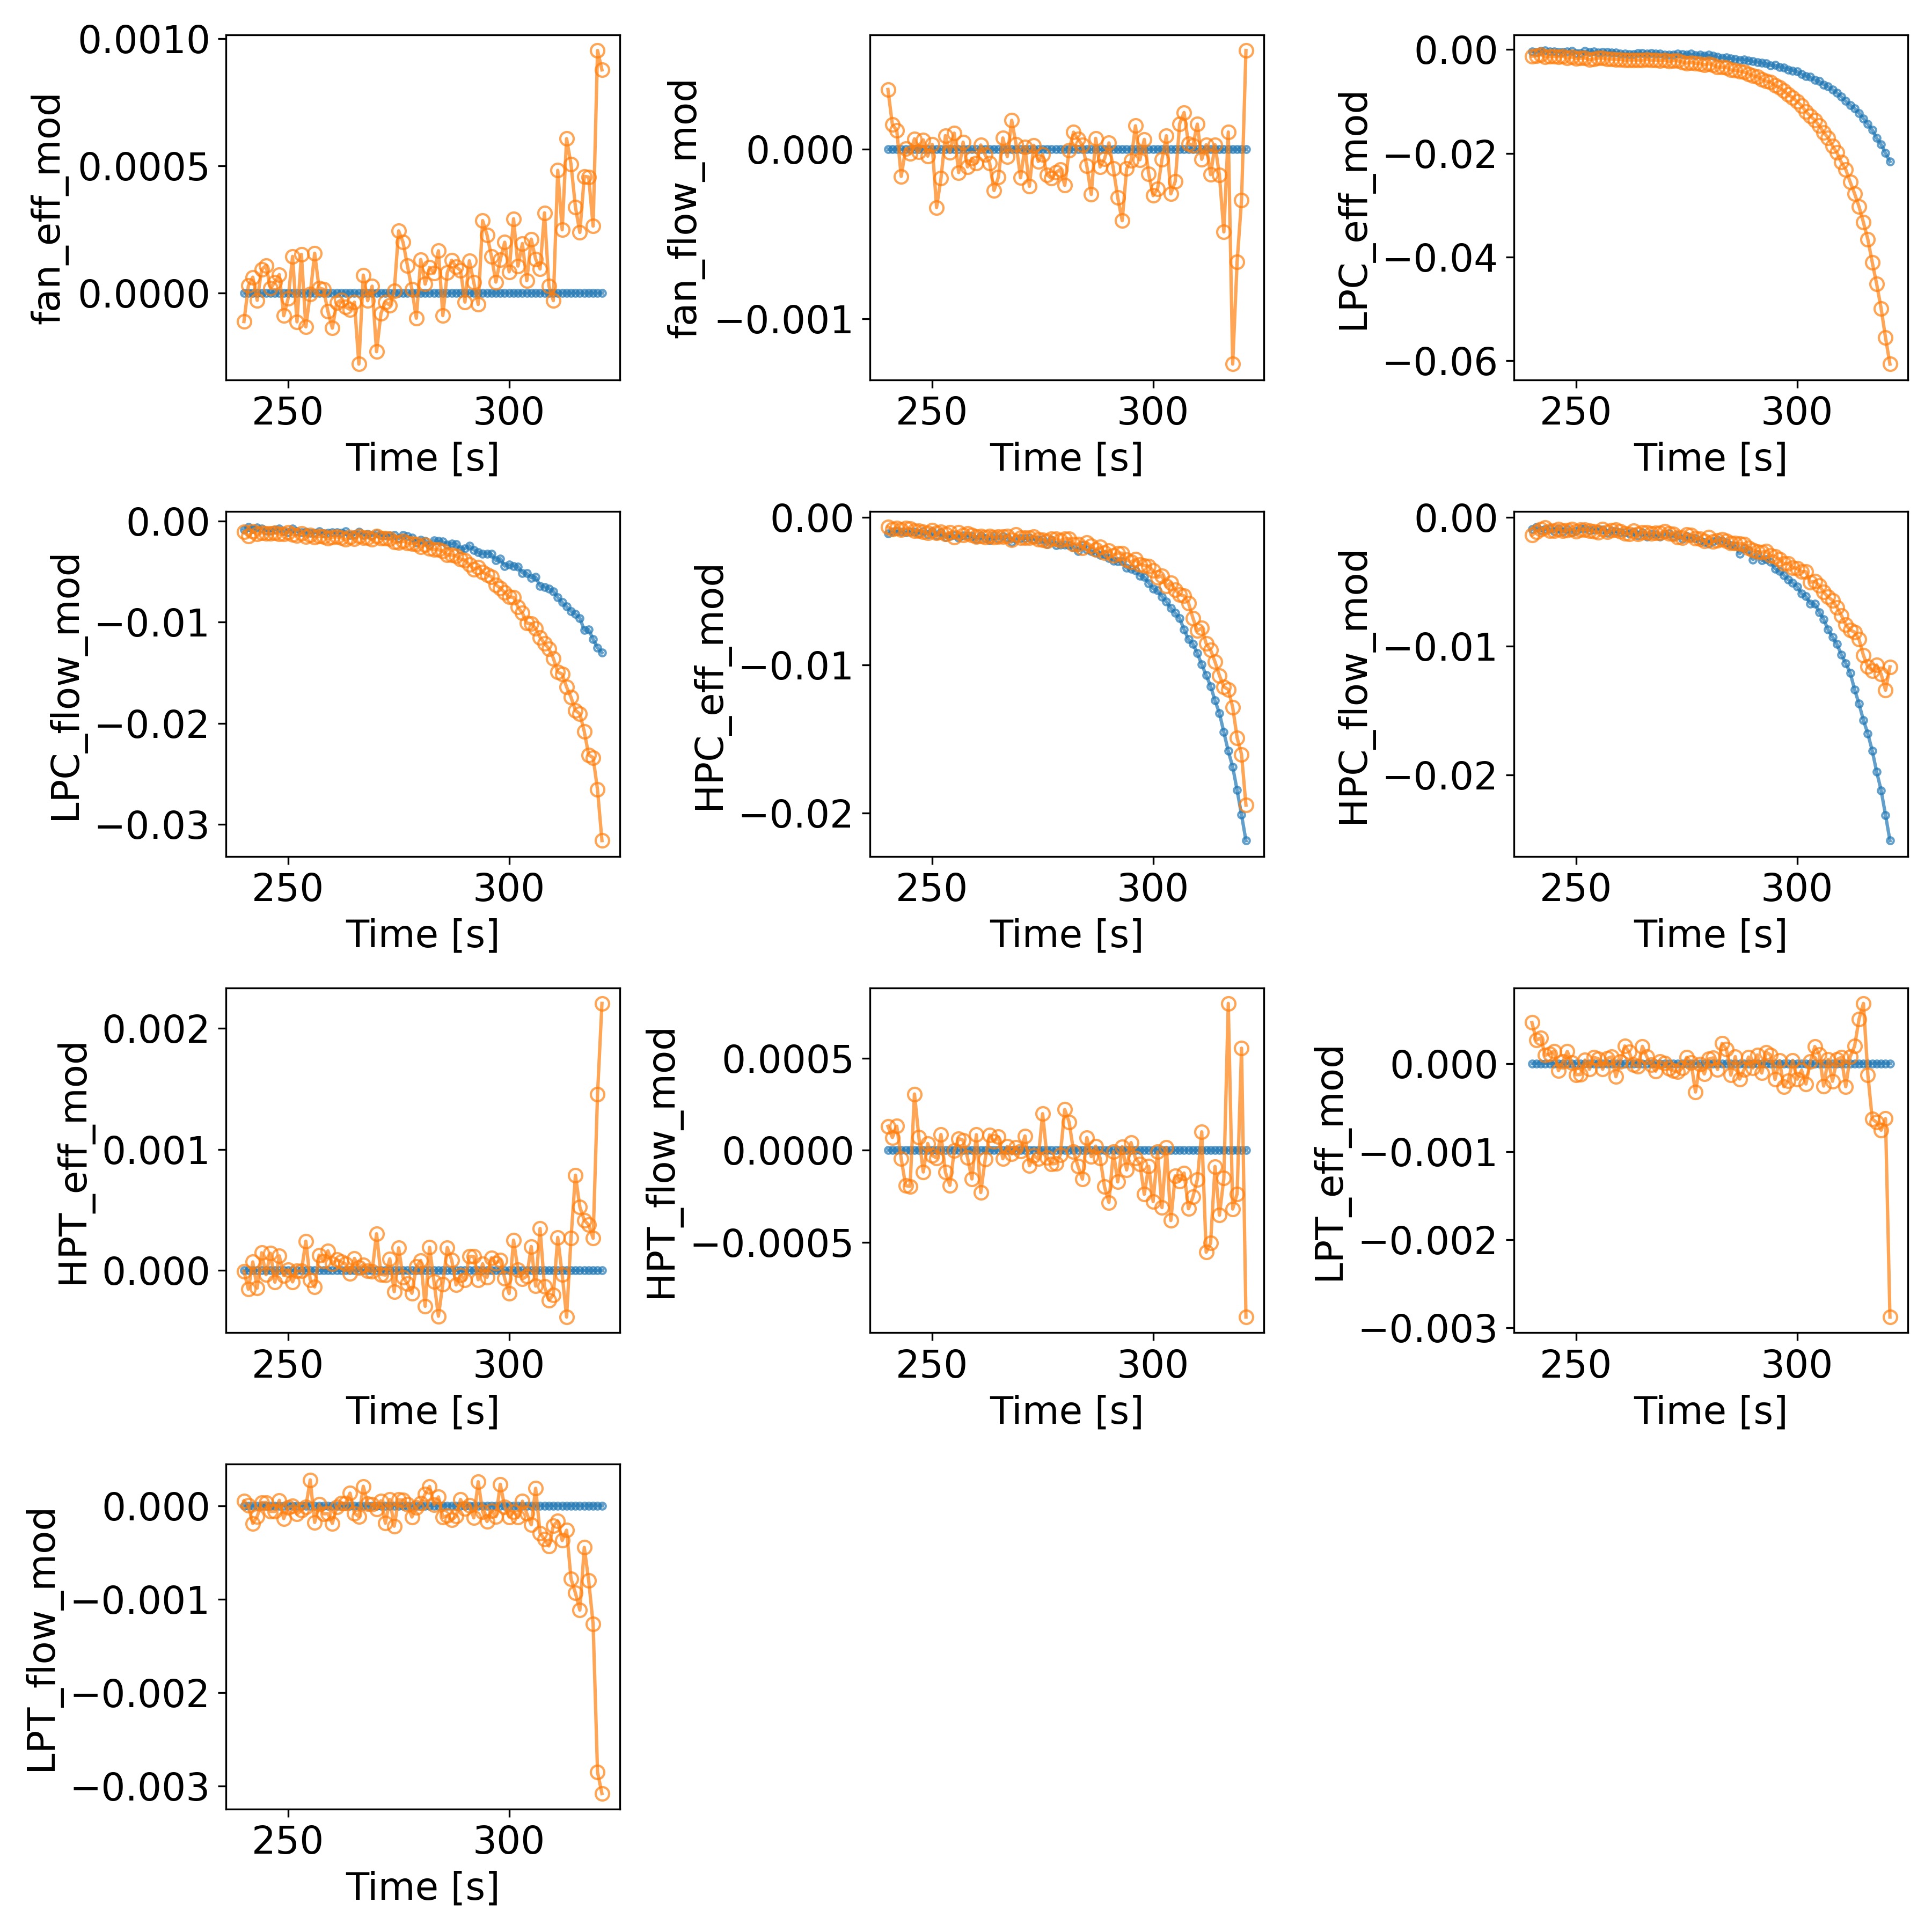 fan_eff_mod
0.0010
0.0005
0.0000
250 300
Time [s]
fan_flow_mod
0.000
−0.001
250 300
Time [s]
LPC_eff_mod
0.00
−0.02
−0.04
−0.06
250 300
Time [s]
LPC_flow_mod
0.00
−0.01
−0.02
−0.03
250 300
Time [s]
HPC_eff_mod
0.00
−0.01
−0.02
250 300
Time [s]
HPC_flow_mod
0.00
−0.01
−0.02
250 300
Time [s]
HPT_eff_mod
0.002
0.001
0.000
250 300
Time [s]
HPT_flow_mod
0.0005
0.0000
−0.0005
250 300
Time [s]
LPT_eff_mod
0.000
−0.001
−0.002
−0.003
250 300
Time [s]
LPT_flow_mod
0.000
−0.001
−0.002
−0.003
250 300
Time [s]